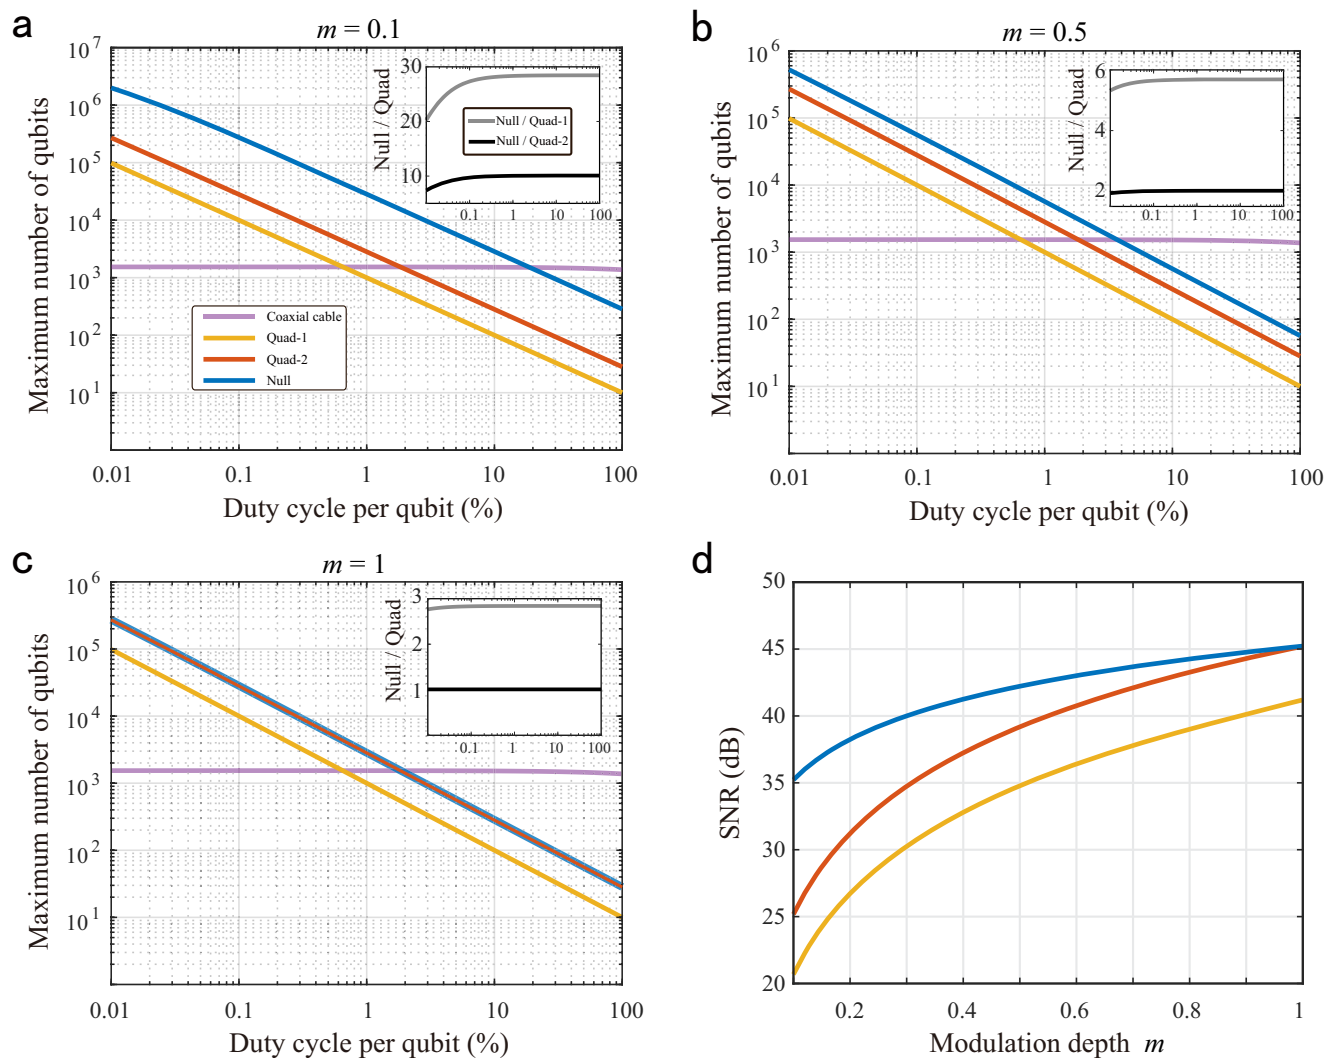 a
m = 0.1
Maximum number of qubits
10^7
10^6
10^5
10^4
10^3
10^2
10^1
0.01 0.1 1 10 100
Duty cycle per qubit (%)
Coaxial cable
Quad-1
Quad-2
Null
Null / Quad
30
20
10
0.1 1 10 100
Null / Quad-1
Null / Quad-2
b
m = 0.5
Maximum number of qubits
10^6
10^5
10^4
10^3
10^2
10^1
0.01 0.1 1 10 100
Duty cycle per qubit (%)
Null / Quad
6
4
2
0.1 1 10 100
c
m = 1
Maximum number of qubits
10^6
10^5
10^4
10^3
10^2
10^1
0.01 0.1 1 10 100
Duty cycle per qubit (%)
Null / Quad
3
2
1
0.1 1 10 100
d
SNR (dB)
50
45
40
35
30
25
20
0.2 0.4 0.6 0.8 1
Modulation depth m